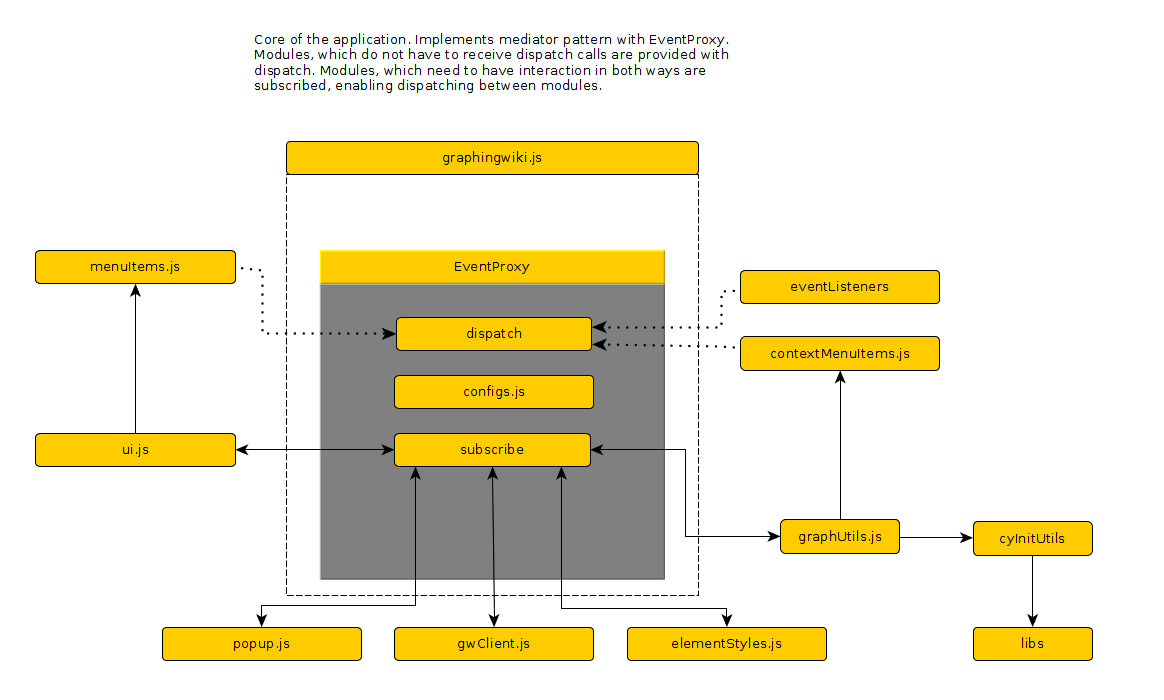 Core of the application. Implements mediator pattern with EventProxy.
Modules, which do not have to receive dispatch calls are provided with
dispatch. Modules, which need to have interaction in both ways are
subscribed, enabling dispatching between modules.
graphingwiki.js
menuItems.js
EventProxy
eventListeners
dispatch
contextMenuItems.js
configs.js
ui.js
subscribe
graphUtils.js
cyInitUtils
popup.js
gwClient.js
elementStyles.js
libs